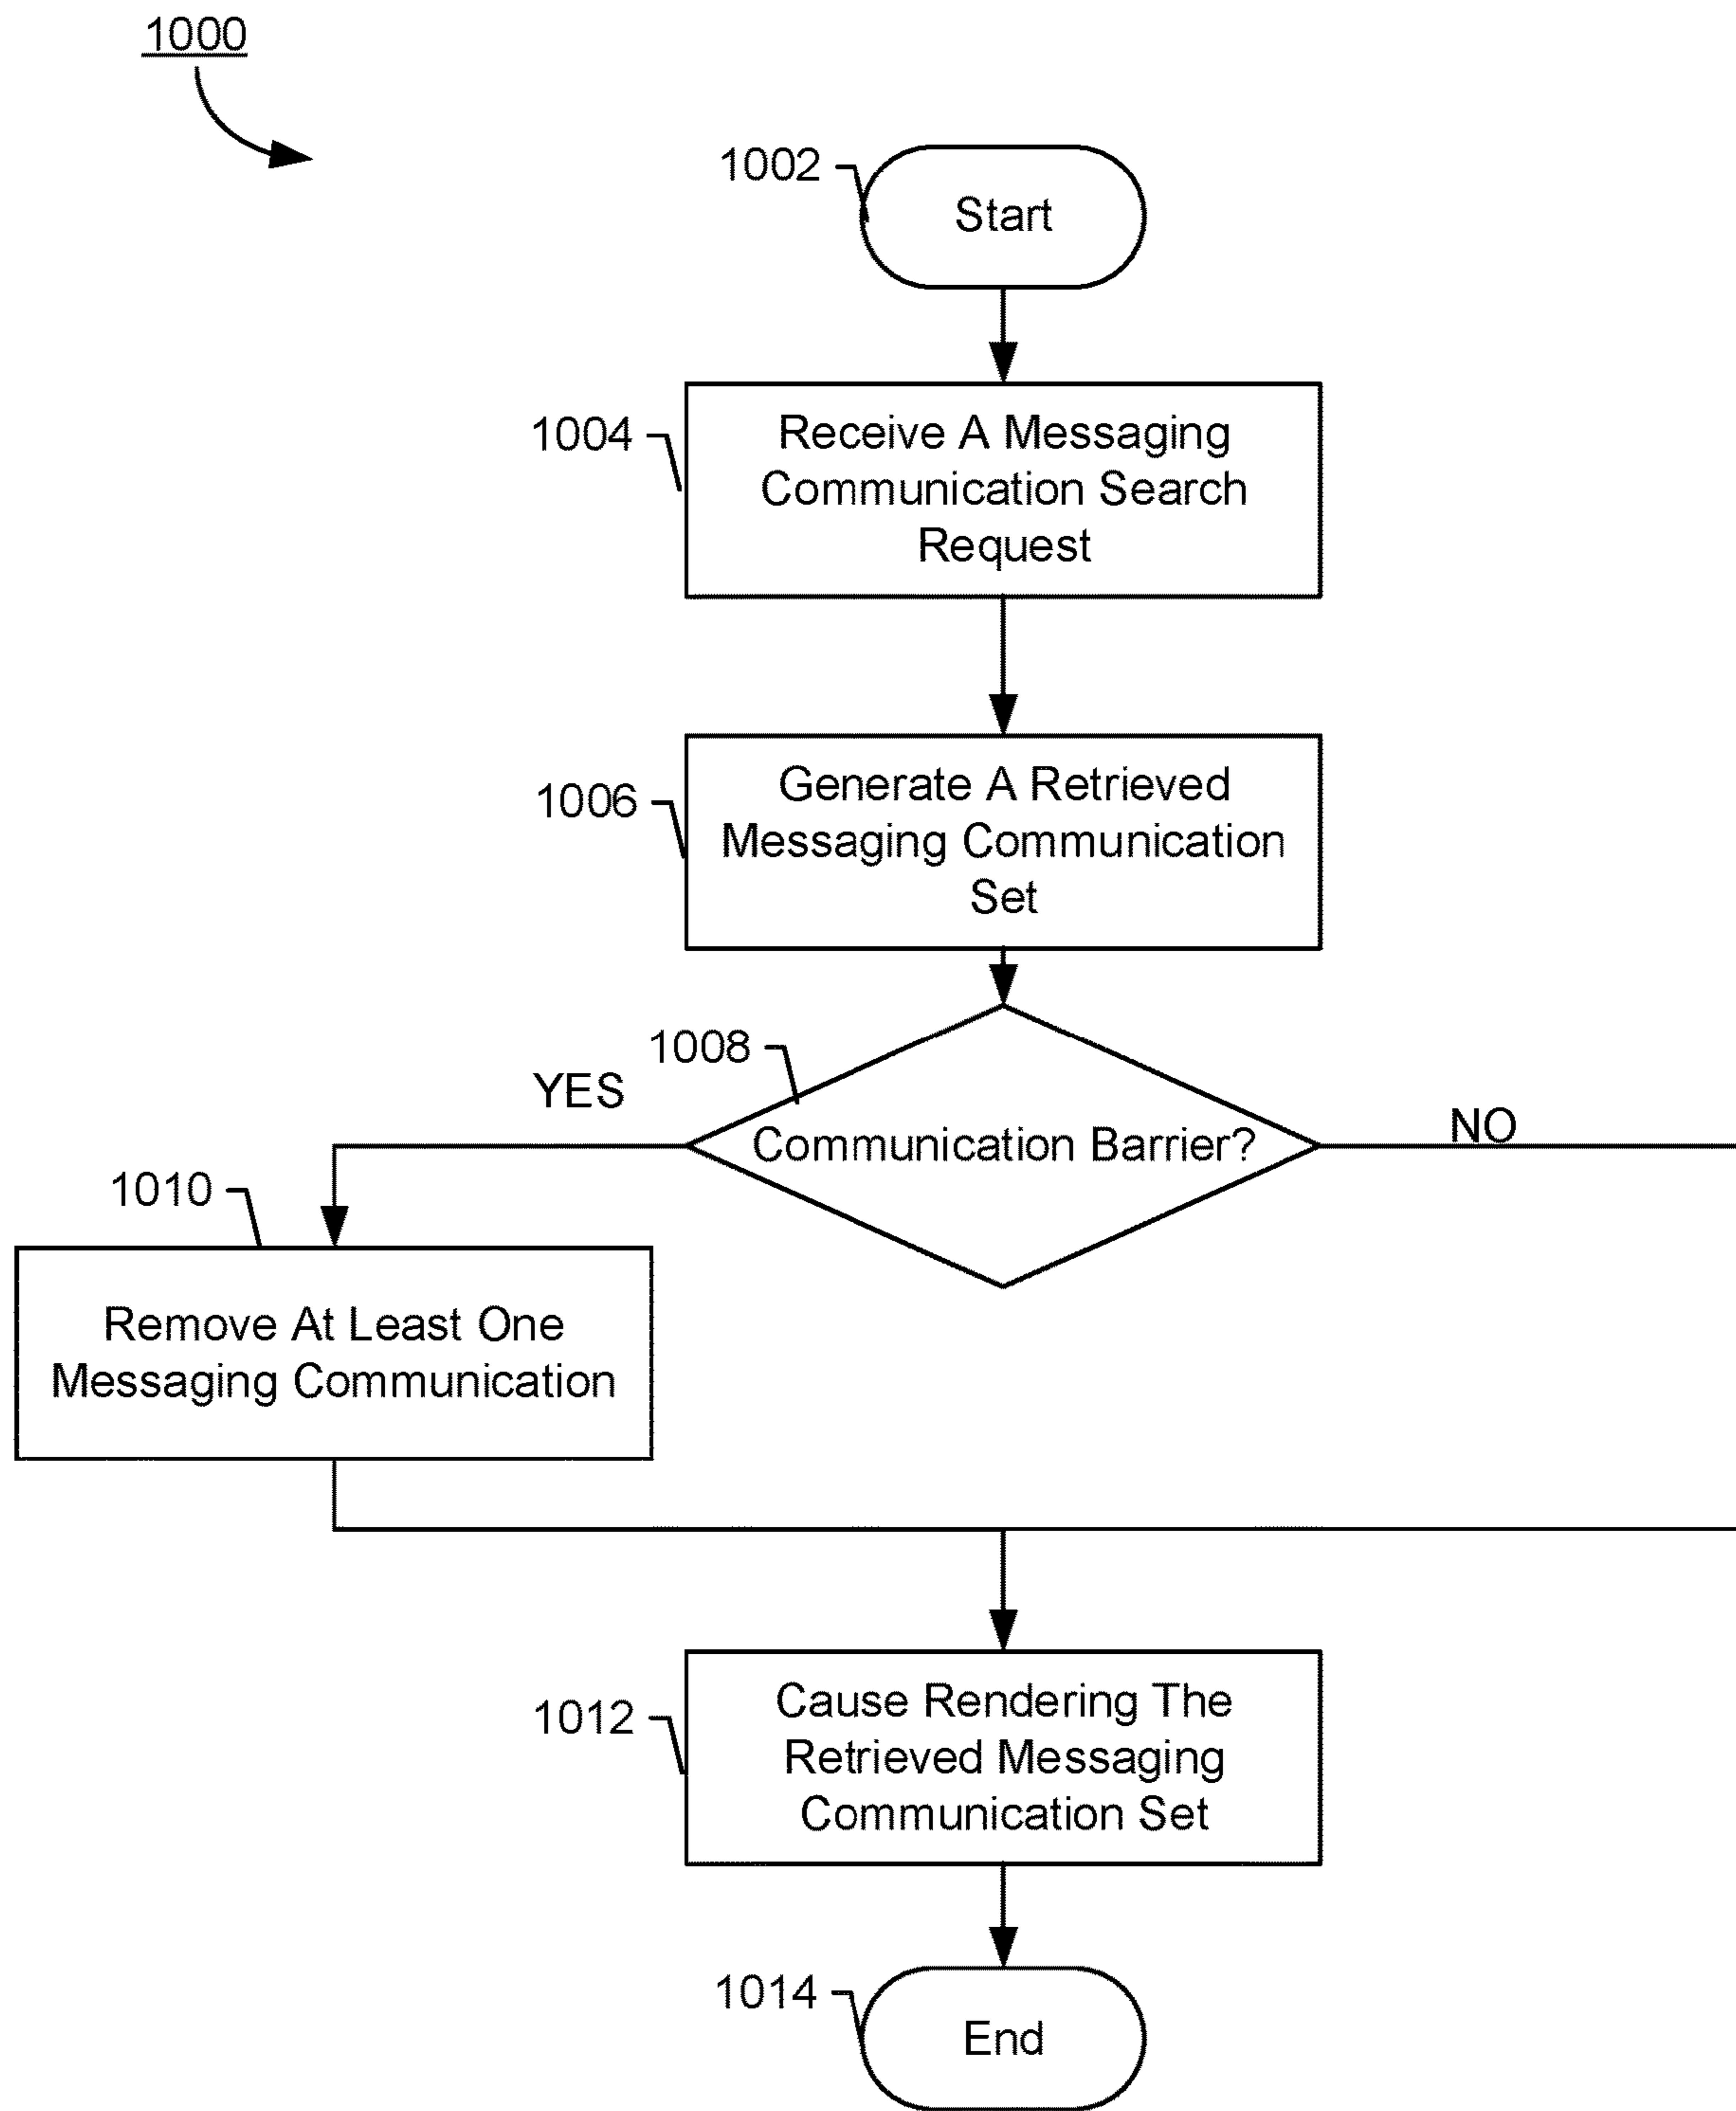 1000
1002
Start
1004
Receive A Messaging
Communication Search
Request
1006
Generate A Retrieved
Messaging Communication
Set
1008
YES
Communication Barrier?
NO
1010
Remove At Least One
Messaging Communication
1012
Cause Rendering The
Retrieved Messaging
Communication Set
1014
End